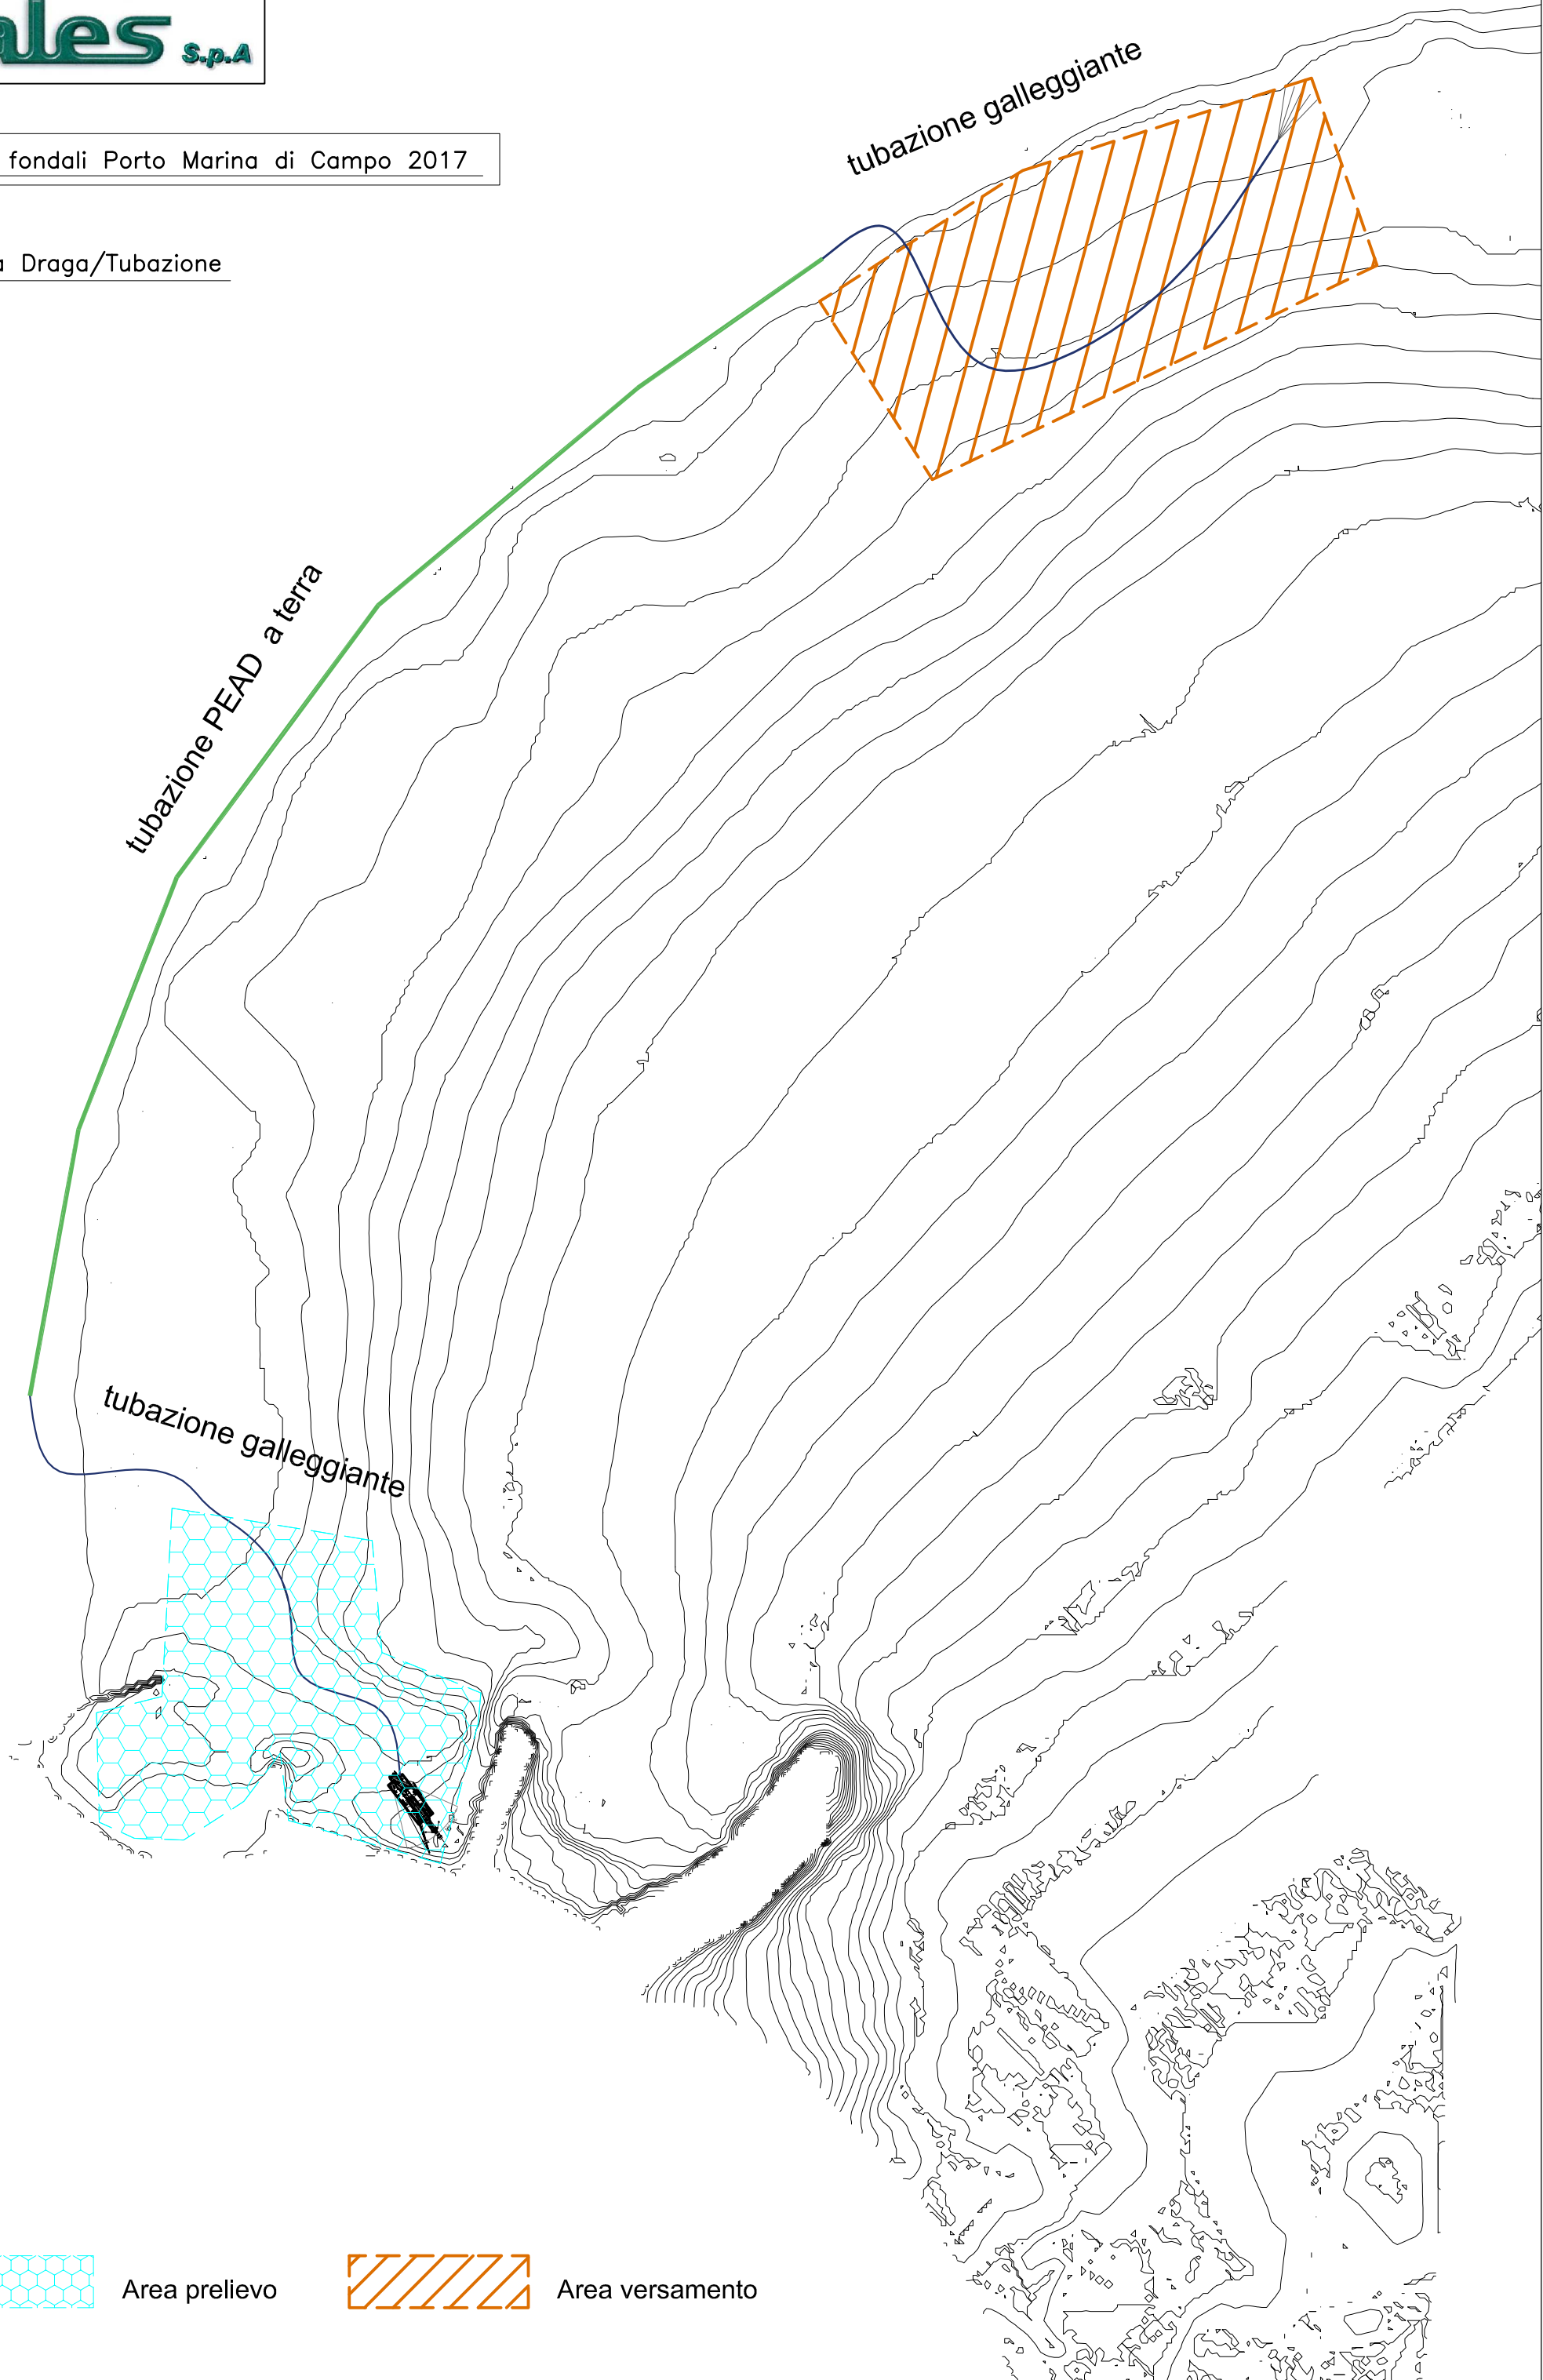 S.p.A
fondali Porto Marina di Campo 2017
Draga/Tubazione
tubazione galleggiante
tubazione PEAD a terra
tubazione galleggiante
Area prelievo
Area versamento